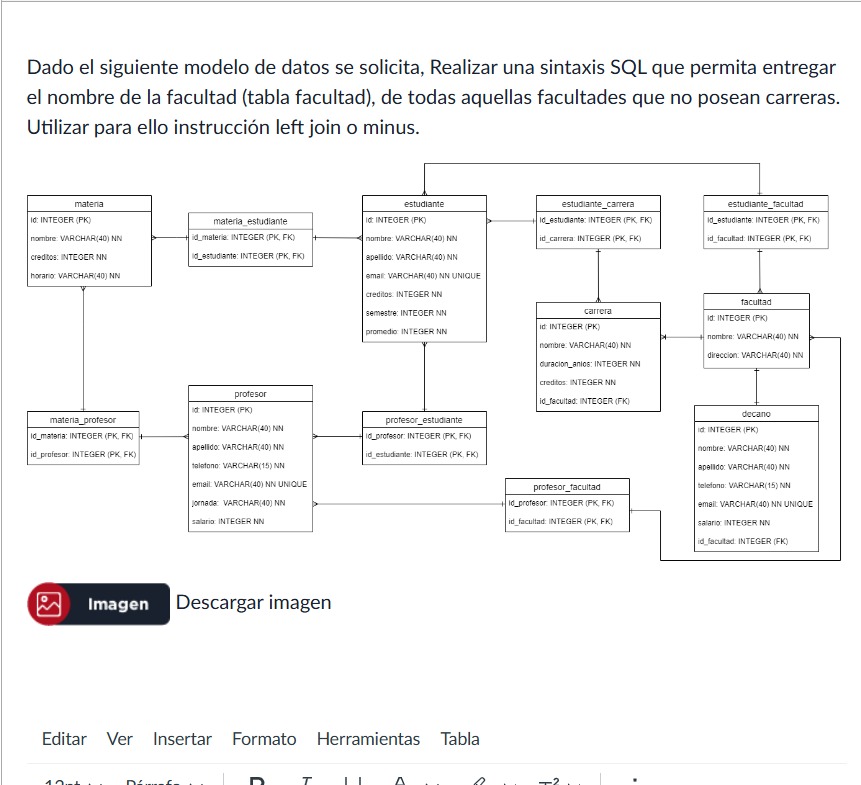 Dado el siguiente modelo de datos se solicita, Realizar una sintaxis SQL que permita entregar
el nombre de la facultad (tabla facultad), de todas aquellas facultades que no posean carreras.
Utilizar para ello instrucción left join o minus.
materia
id: INTEGER (PK)
nombre: VARCHAR(40) NN
creditos: INTEGER NN
horario: VARCHAR(40) NN
materia_estudiante
id_materia: INTEGER (PK, FK)
id_estudiante: INTEGER (PK, FK)
estudiante
id: INTEGER (PK)
nombre: VARCHAR(40) NN
apellido: VARCHAR(40) NN
email: VARCHAR(40) NN UNIQUE
creditos: INTEGER NN
semestre: INTEGER NN
promedio: INTEGER NN
estudiante_carrera
id_estudiante: INTEGER (PK, FK)
id_carrera: INTEGER (PK, FK)
estudiante_facultad
id_estudiante: INTEGER (PK, FK)
id_facultad: INTEGER (PK, FK)
carrera
id: INTEGER (PK)
nombre: VARCHAR(40) NN
duracion_anios: INTEGER NN
creditos: INTEGER NN
id_facultad: INTEGER (FK)
facultad
id: INTEGER (PK)
nombre: VARCHAR(40) NN
direccion: VARCHAR(40) NN
materia_profesor
id_materia: INTEGER (PK, FK)
id_profesor: INTEGER (PK, FK)
profesor
id: INTEGER (PK)
nombre: VARCHAR(40) NN
apellido: VARCHAR(40) NN
telefono: VARCHAR(15) NN
email: VARCHAR(40) NN UNIQUE
jornada: VARCHAR(40) NN
salario: INTEGER NN
profesor_estudiante
id_profesor: INTEGER (PK, FK)
id_estudiante: INTEGER (PK, FK)
decano
id: INTEGER (PK)
nombre: VARCHAR(40) NN
apellido: VARCHAR(40) NN
telefono: VARCHAR(15) NN
email: VARCHAR(40) NN UNIQUE
salario: INTEGER NN
id_facultad: INTEGER (FK)
profesor_facultad
id_profesor: INTEGER (PK, FK)
id_facultad: INTEGER (PK, FK)
Imagen Descargar imagen
Editar Ver Insertar Formato Herramientas Tabla
12pt Párrafo B I U A T²